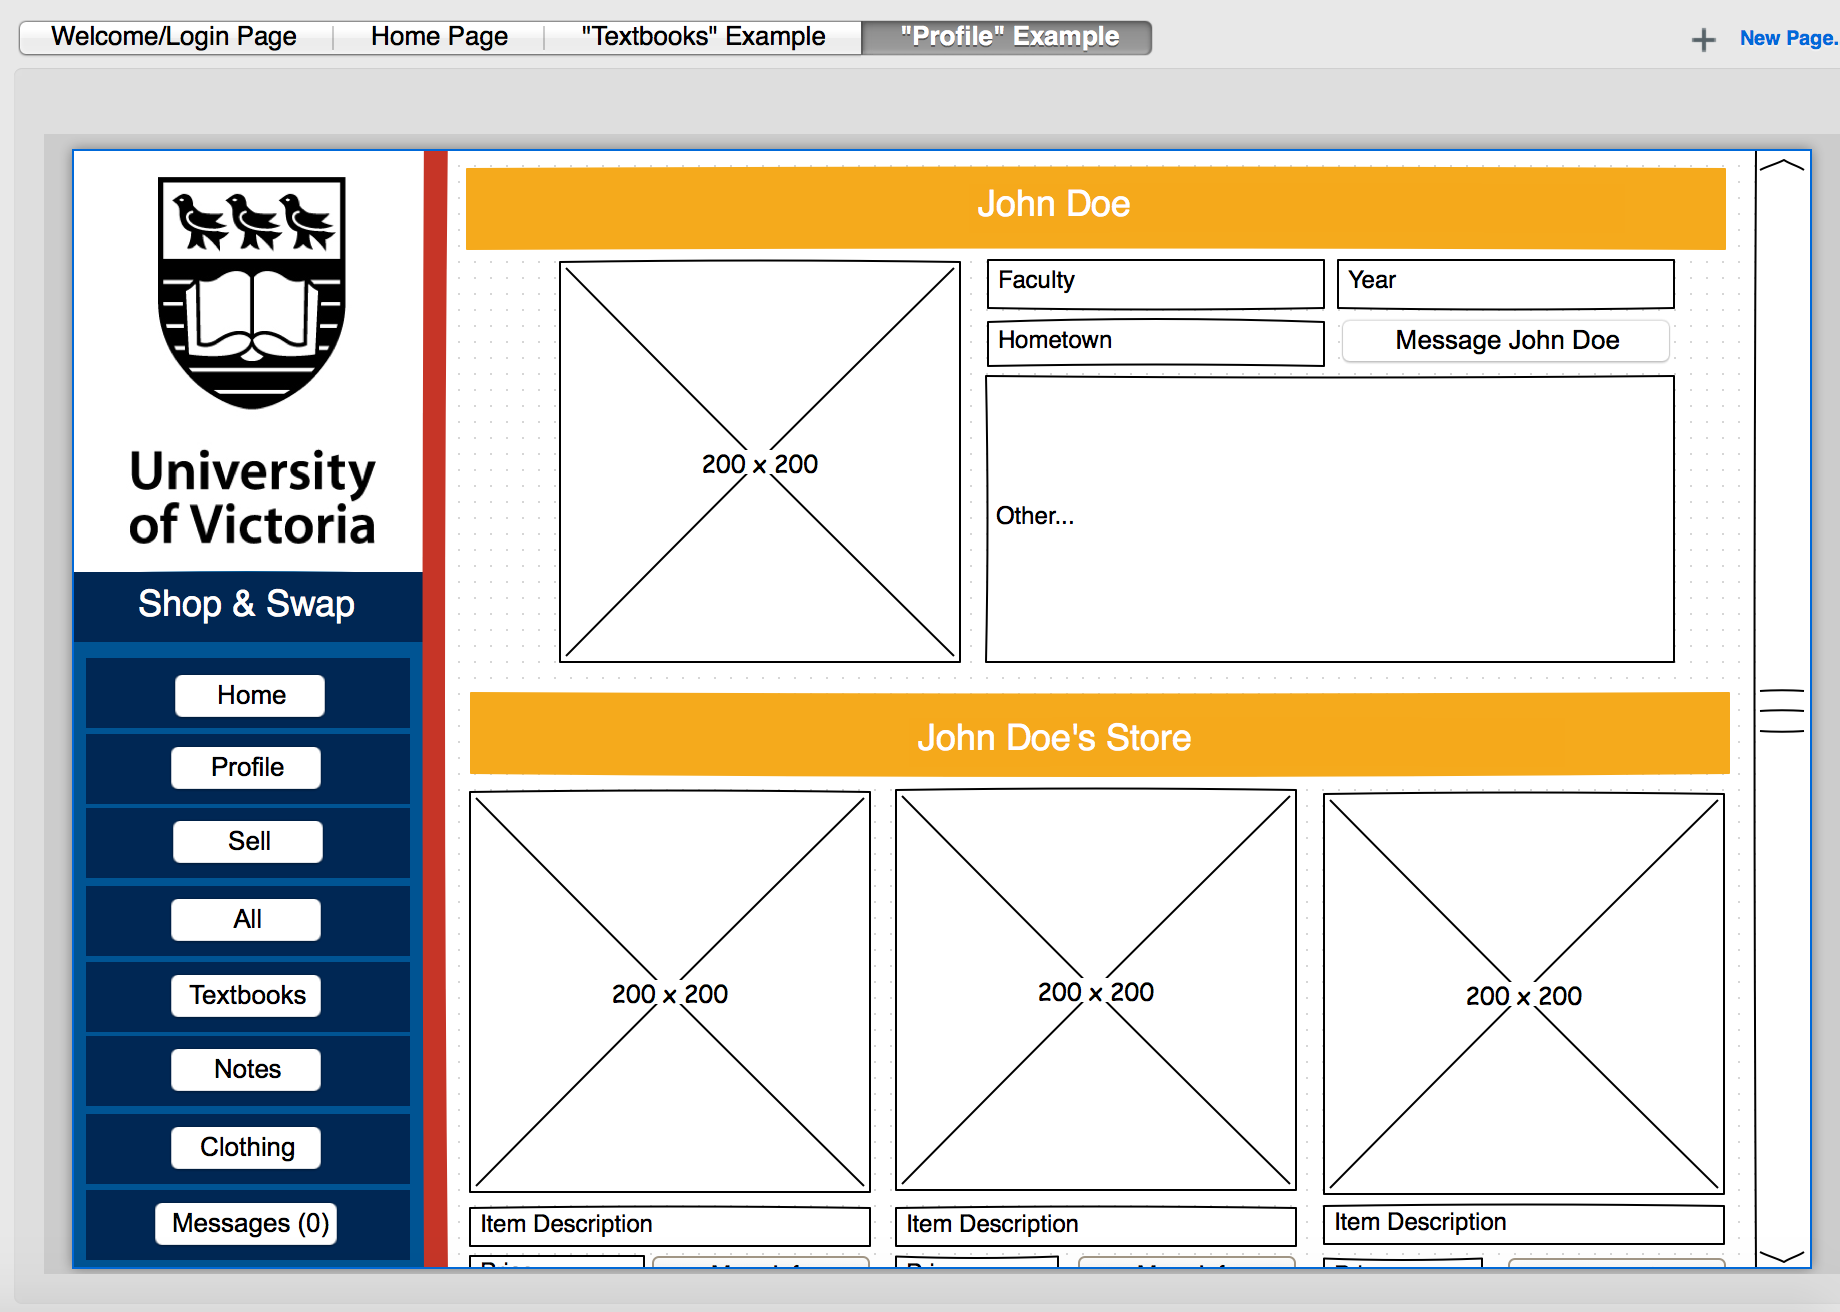 Welcome/Login Page
Home Page
"Textbooks" Example
"Profile" Example
New Page.
University
of Victoria
Shop & Swap
Home
Profile
Sell
All
Textbooks
Notes
Clothing
Messages (0)
John Doe
200 x 200
Faculty
Year
Hometown
Message John Doe
Other...
John Doe's Store
200 x 200
200 x 200
200 x 200
Item Description
Item Description
Item Description